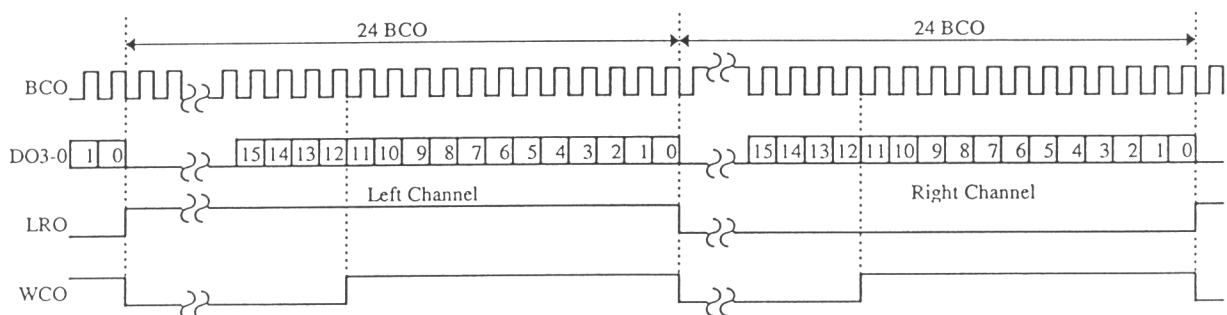 24 BCO 24 BCO
BCO
DO3-0 1 0 15 14 13 12 11 10 9 8 7 6 5 4 3 2 1 0 15 14 13 12 11 10 9 8 7 6 5 4 3 2 1 0
Left Channel Right Channel
LRO
WCO